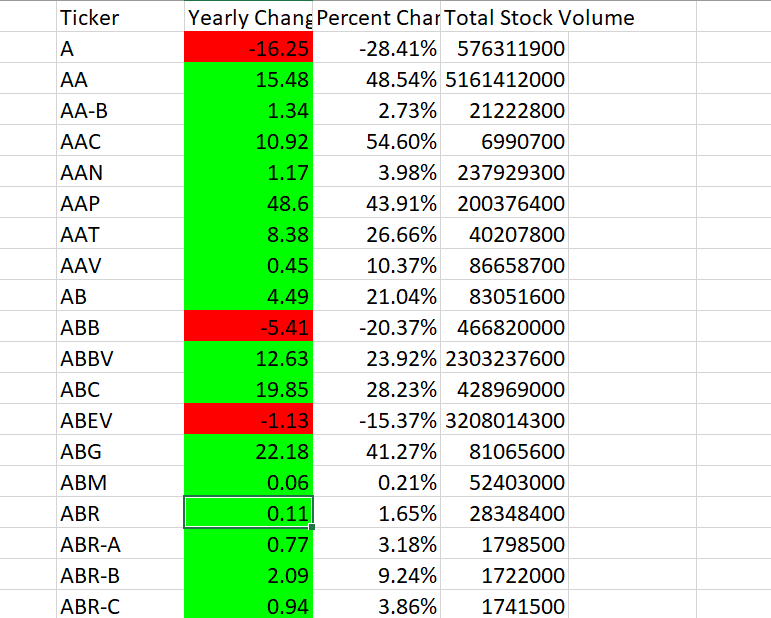 Ticker Yearly Chang Percent Char Total Stock Volume
A -16.25 -28.41% 576311900
AA 15.48 48.54% 5161412000
AA-B 1.34 2.73% 21222800
AAC 10.92 54.60% 6990700
AAN 1.17 3.98% 237929300
AAP 48.6 43.91% 200376400
AAT 8.38 26.66% 40207800
AAV 0.45 10.37% 86658700
AB 4.49 21.04% 83051600
ABB -5.41 -20.37% 466820000
ABBV 12.63 23.92% 2303237600
ABC 19.85 28.23% 428969000
ABEV -1.13 -15.37% 3208014300
ABG 22.18 41.27% 81065600
ABM 0.06 0.21% 52403000
ABR 0.11 1.65% 28348400
ABR-A 0.77 3.18% 1798500
ABR-B 2.09 9.24% 1722000
ABR-C 0.94 3.86% 1741500